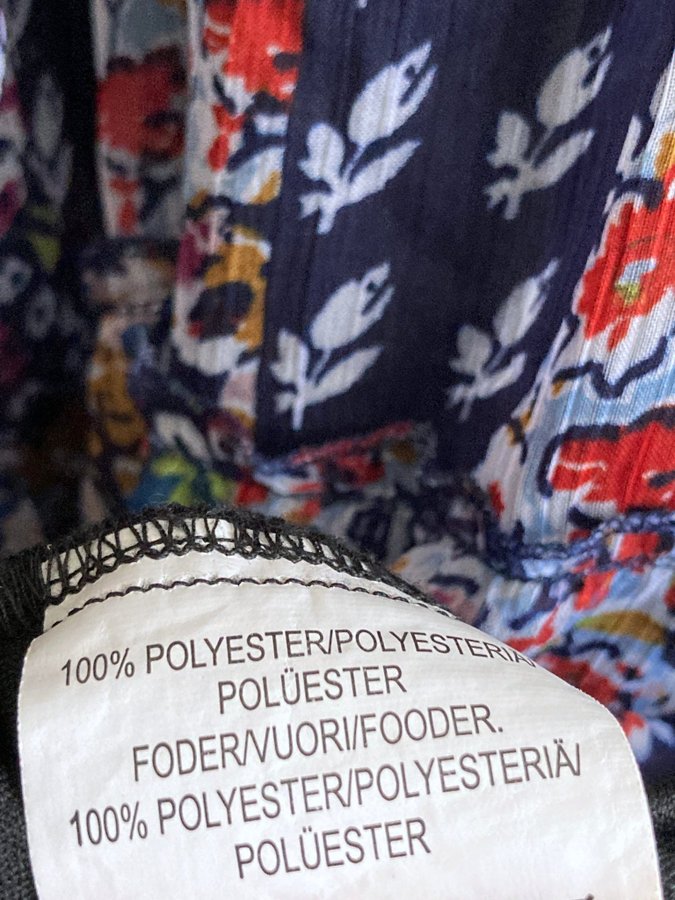 100% POLYESTER/POLYESTERIÄ/
POLÜESTER
FODER/VUORI/FOODER.
100% POLYESTER/POLYESTERIÄ/
POLÜESTER